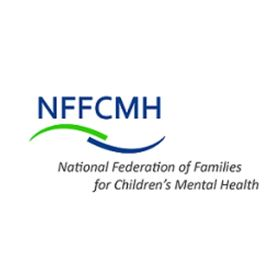 NFFCMH
National Federation of Families
for Children's Mental Health